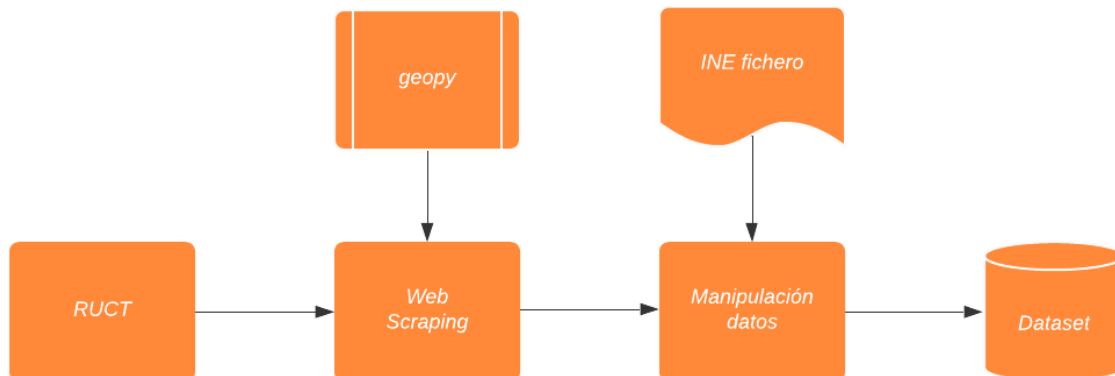 geopy
INE fichero
RUCT
Web
Scraping
Manipulación
datos
Dataset